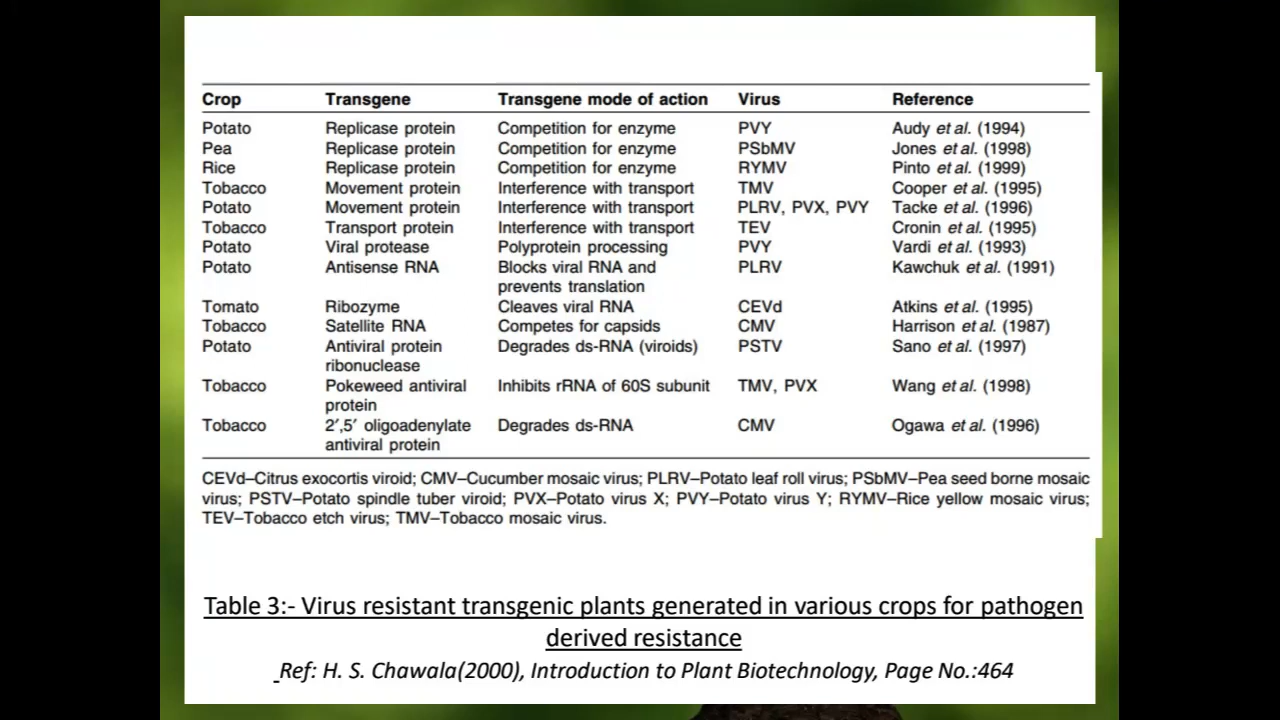 Crop Transgene Transgene mode of action Virus Reference
Potato Replicase protein Competition for enzyme PVY Audy et al. (1994)
Pea Replicase protein Competition for enzyme PSbMV Jones et al. (1998)
Rice Replicase protein Competition for enzyme RYMV Pinto et al. (1999)
Tobacco Movement protein Interference with transport TMV Cooper et al. (1995)
Potato Movement protein Interference with transport PLRV, PVX, PVY Tacke et al. (1996)
Tobacco Transport protein Interference with transport TEV Cronin et al. (1995)
Potato Viral protease Polyprotein processing PVY Vardi et al. (1993)
Potato Antisense RNA Blocks viral RNA and PLRV Kawchuk et al. (1991)
prevents translation
Tomato Ribozyme Cleaves viral RNA CEVd Atkins et al. (1995)
Tobacco Satellite RNA Competes for capsids CMV Harrison et al. (1987)
Potato Antiviral protein Degrades ds-RNA (viroids) PSTV Sano et al. (1997)
ribonuclease
Tobacco Pokeweed antiviral Inhibits rRNA of 60S subunit TMV, PVX Wang et al. (1998)
protein
Tobacco 2′,5′ oligoadenylate Degrades ds-RNA CMV Ogawa et al. (1996)
antiviral protein
CEVd–Citrus exocortis viroid; CMV–Cucumber mosaic virus; PLRV–Potato leaf roll virus; PSbMV–Pea seed borne mosaic
virus; PSTV–Potato spindle tuber viroid; PVX–Potato virus X; PVY–Potato virus Y; RYMV–Rice yellow mosaic virus;
TEV–Tobacco etch virus; TMV–Tobacco mosaic virus.
Table 3:- Virus resistant transgenic plants generated in various crops for pathogen
derived resistance
Ref: H. S. Chawala(2000), Introduction to Plant Biotechnology, Page No.:464